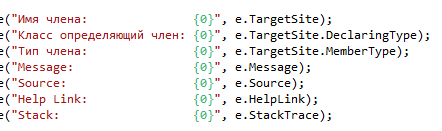 e("Имя члена:               {0}", e.TargetSite);
e("Класс определяющий член: {0}", e.TargetSite.DeclaringType);
e("Тип члена:               {0}", e.TargetSite.MemberType);
e("Message:                 {0}", e.Message);
e("Source:                  {0}", e.Source);
e("Help Link:               {0}", e.HelpLink);
e("Stack:                   {0}", e.StackTrace);